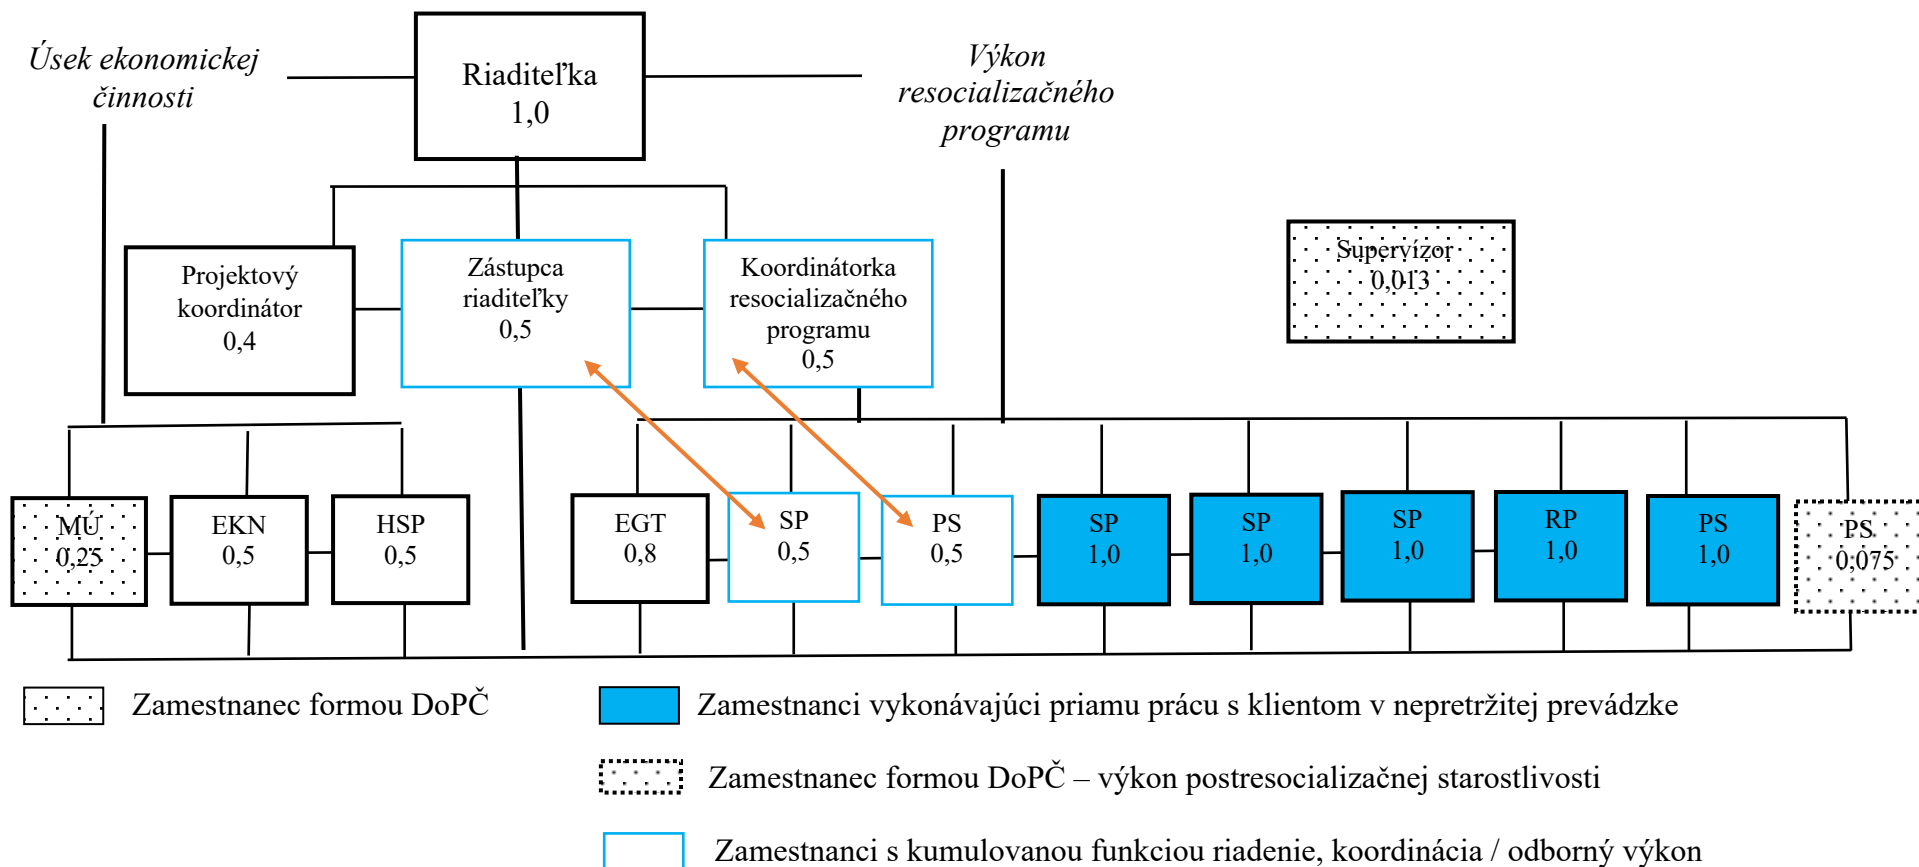 Úsek ekonomickej
činnosti
Riaditeľka
1,0
Výkon
resocializačného
programu
Projektový
koordinátor
0,4
Zástupca
riaditeľky
0,5
Koordinátorka
resocializačného
programu
0,5
Supervízor
0,013
MÚ
0,25
EKN
0,5
HSP
0,5
EGT
0,8
SP
0,5
PS
0,5
SP
1,0
SP
1,0
SP
1,0
RP
1,0
PS
1,0
PS
0,075
Zamestnanec formou DoPČ
Zamestnanci vykonávajúci priamu prácu s klientom v nepretržitej prevádzke
Zamestnanec formou DoPČ – výkon postresocializačnej starostlivosti
Zamestnanci s kumulovanou funkciou riadenie, koordinácia / odborný výkon